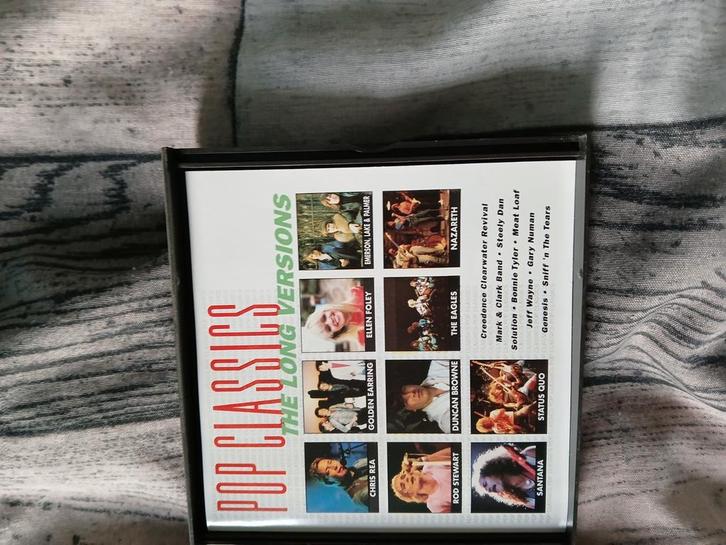 POP CLASSICS
THE LONG VERSIONS
CHRIS REA
GOLDEN EARRING
ELLEN FOLEY
EMERSON, LAKE & PALMER
ROD STEWART
DUNCAN BROWNE
THE EAGLES
NAZARETH
SANTANA
STATUS QUO
Creedence Clearwater Revival
Mark & Clark Band • Steely Dan
Solution • Bonnie Tyler • Meat Loaf
Jeff Wayne • Gary Numan
Genesis • Sniff 'n The Tears